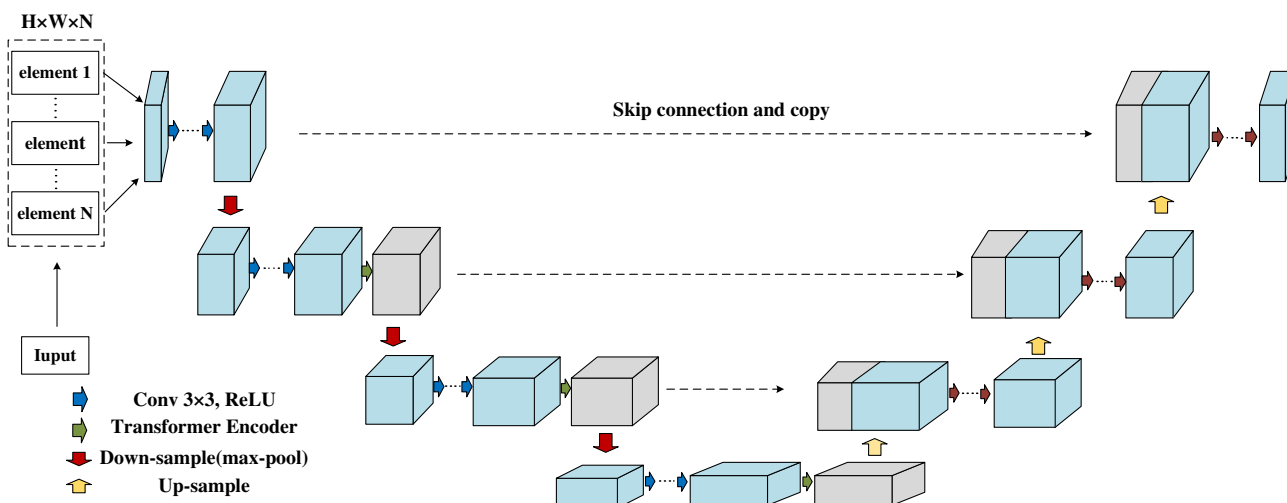 H×W×N
element 1
element
element N
Skip connection and copy
Iuput
Conv 3×3, ReLU
Transformer Encoder
Down-sample(max-pool)
Up-sample